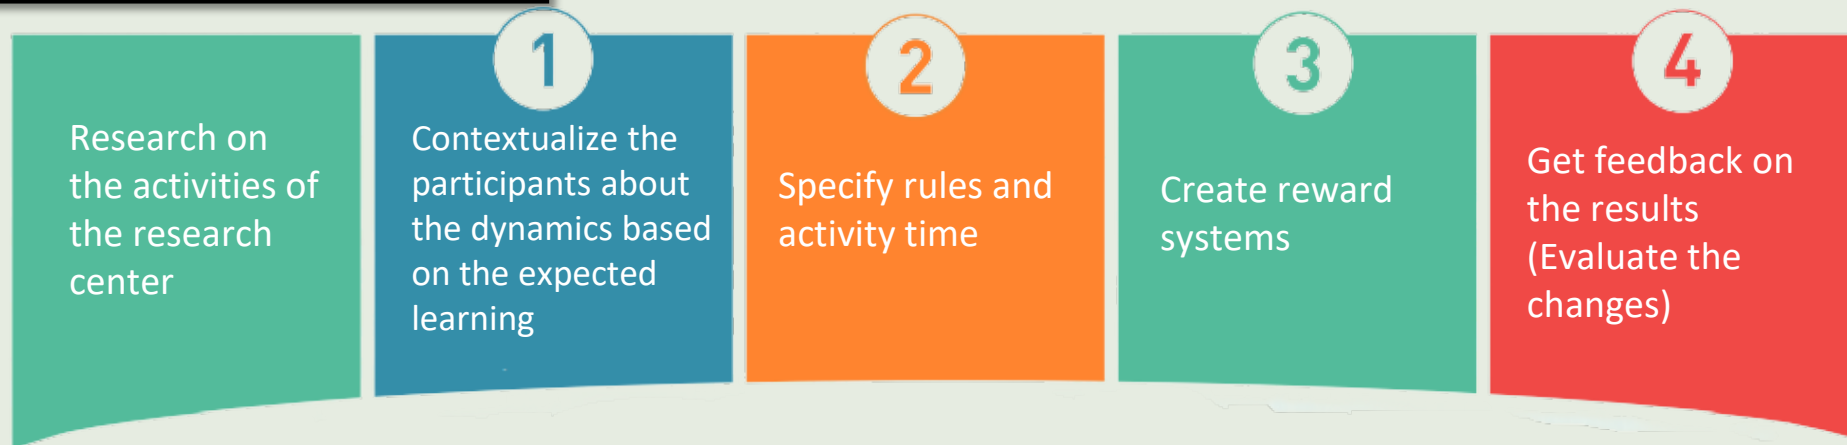 Research on
the activities of
the research
center
1
Contextualize the
participants about
the dynamics based
on the expected
learning
2
Specify rules and
activity time
3
Create reward
systems
4
Get feedback on
the results
(Evaluate the
changes)